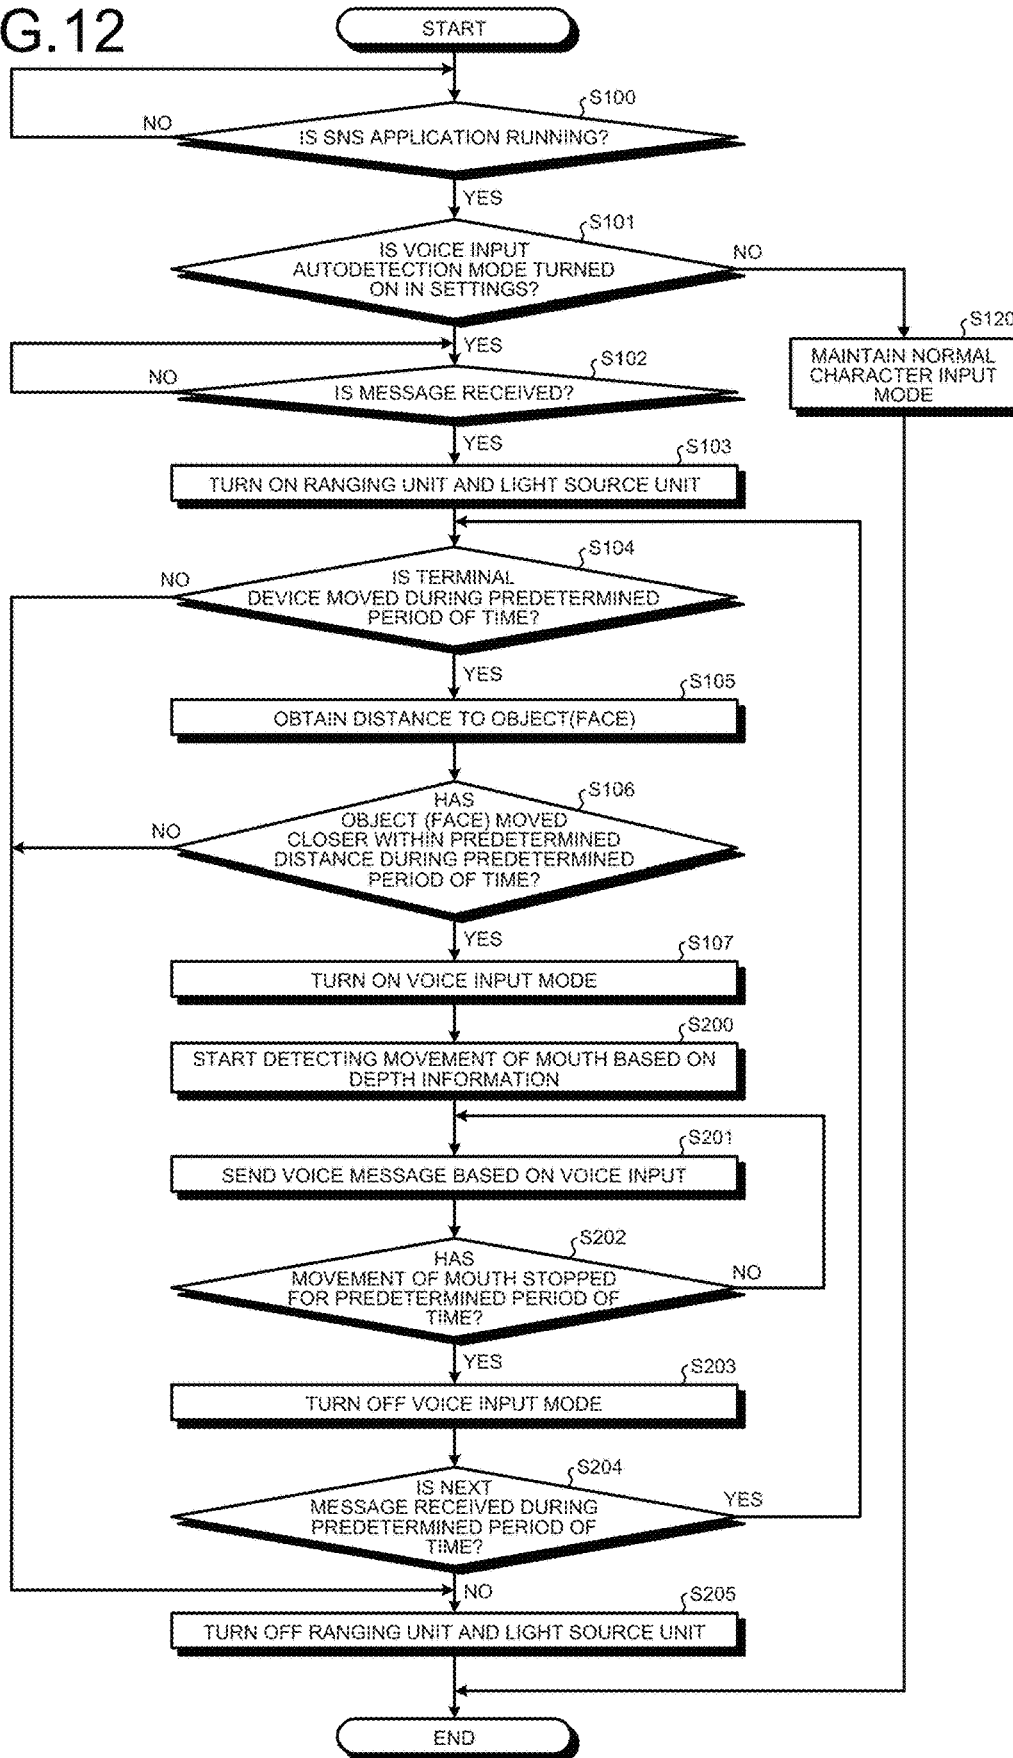 G.12
START
S100
NO
IS SNS APPLICATION RUNNING?
YES
S101
IS VOICE INPUT
AUTODETECTION MODE TURNED
ON IN SETTINGS?
NO
YES
S120
MAINTAIN NORMAL
CHARACTER INPUT
MODE
S102
NO
IS MESSAGE RECEIVED?
YES
S103
TURN ON RANGING UNIT AND LIGHT SOURCE UNIT
S104
NO
IS TERMINAL
DEVICE MOVED DURING PREDETERMINED
PERIOD OF TIME?
YES
S105
OBTAIN DISTANCE TO OBJECT(FACE)
S106
NO
HAS
OBJECT (FACE) MOVED
CLOSER WITHIN PREDETERMINED
DISTANCE DURING PREDETERMINED
PERIOD OF TIME?
YES
S107
TURN ON VOICE INPUT MODE
S200
START DETECTING MOVEMENT OF MOUTH BASED ON
DEPTH INFORMATION
S201
SEND VOICE MESSAGE BASED ON VOICE INPUT
S202
HAS
MOVEMENT OF MOUTH STOPPED
FOR PREDETERMINED PERIOD OF
TIME?
NO
YES
S203
TURN OFF VOICE INPUT MODE
S204
IS NEXT
MESSAGE RECEIVED DURING
PREDETERMINED PERIOD OF
TIME?
YES
NO
S205
TURN OFF RANGING UNIT AND LIGHT SOURCE UNIT
END